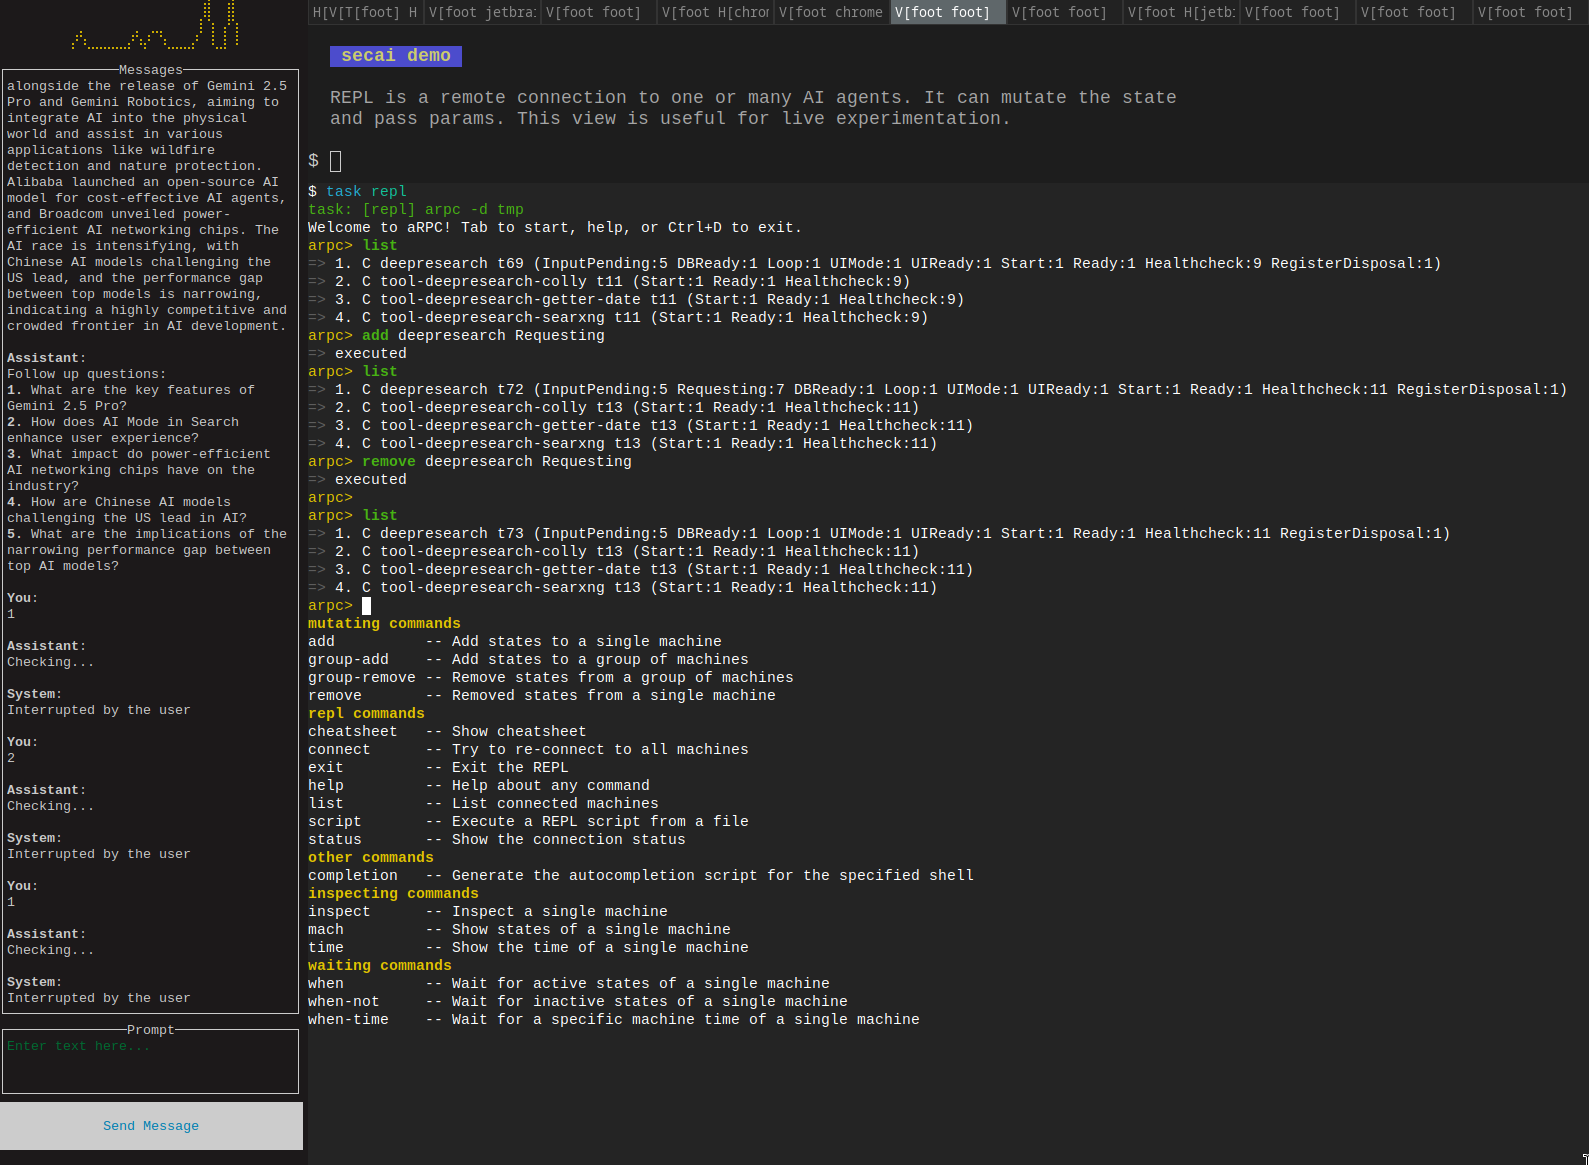 H[V[T[foot] H
V[foot jetbra:
V[foot foot]
V[foot H[chron
V[foot chrome
V[foot foot]
V[foot foot]
V[foot H[jetb:
V[foot foot]
V[foot foot]
V[foot foot]
Messages
alongside the release of Gemini 2.5
Pro and Gemini Robotics, aiming to
integrate AI into the physical
world and assist in various
applications like wildfire
detection and nature protection.
Alibaba launched an open-source AI
model for cost-effective AI agents,
and Broadcom unveiled power-
efficient AI networking chips. The
AI race is intensifying, with
Chinese AI models challenging the
US lead, and the performance gap
between top models is narrowing,
indicating a highly competitive and
crowded frontier in AI development.
Assistant:
Follow up questions:
1. What are the key features of
Gemini 2.5 Pro?
2. How does AI Mode in Search
enhance user experience?
3. What impact do power-efficient
AI networking chips have on the
industry?
4. How are Chinese AI models
challenging the US lead in AI?
5. What are the implications of the
narrowing performance gap between
top AI models?
You:
1
Assistant:
Checking...
System:
Interrupted by the user
You:
2
Assistant:
Checking...
System:
Interrupted by the user
You:
1
Assistant:
Checking...
System:
Interrupted by the user
Prompt
Enter text here...
Send Message
secai demo
REPL is a remote connection to one or many AI agents. It can mutate the state
and pass params. This view is useful for live experimentation.
$
$ task repl
task: [repl] arpc -d tmp
Welcome to aRPC! Tab to start, help, or Ctrl+D to exit.
arpc> list
=> 1. C deepresearch t69 (InputPending:5 DBReady:1 Loop:1 UIMode:1 UIReady:1 Start:1 Ready:1 Healthcheck:9 RegisterDisposal:1)
=> 2. C tool-deepresearch-colly t11 (Start:1 Ready:1 Healthcheck:9)
=> 3. C tool-deepresearch-getter-date t11 (Start:1 Ready:1 Healthcheck:9)
=> 4. C tool-deepresearch-searxng t11 (Start:1 Ready:1 Healthcheck:9)
arpc> add deepresearch Requesting
=> executed
arpc> list
=> 1. C deepresearch t72 (InputPending:5 Requesting:7 DBReady:1 Loop:1 UIMode:1 UIReady:1 Start:1 Ready:1 Healthcheck:11 RegisterDisposal:1)
=> 2. C tool-deepresearch-colly t13 (Start:1 Ready:1 Healthcheck:11)
=> 3. C tool-deepresearch-getter-date t13 (Start:1 Ready:1 Healthcheck:11)
=> 4. C tool-deepresearch-searxng t13 (Start:1 Ready:1 Healthcheck:11)
arpc> remove deepresearch Requesting
=> executed
arpc>
arpc> list
=> 1. C deepresearch t73 (InputPending:5 DBReady:1 Loop:1 UIMode:1 UIReady:1 Start:1 Ready:1 Healthcheck:11 RegisterDisposal:1)
=> 2. C tool-deepresearch-colly t13 (Start:1 Ready:1 Healthcheck:11)
=> 3. C tool-deepresearch-getter-date t13 (Start:1 Ready:1 Healthcheck:11)
=> 4. C tool-deepresearch-searxng t13 (Start:1 Ready:1 Healthcheck:11)
arpc>
mutating commands
add -- Add states to a single machine
group-add -- Add states to a group of machines
group-remove -- Remove states from a group of machines
remove -- Removed states from a single machine
repl commands
cheatsheet -- Show cheatsheet
connect -- Try to re-connect to all machines
exit -- Exit the REPL
help -- Help about any command
list -- List connected machines
script -- Execute a REPL script from a file
status -- Show the connection status
other commands
completion -- Generate the autocompletion script for the specified shell
inspecting commands
inspect -- Inspect a single machine
mach -- Show states of a single machine
time -- Show the time of a single machine
waiting commands
when -- Wait for active states of a single machine
when-not -- Wait for inactive states of a single machine
when-time -- Wait for a specific machine time of a single machine